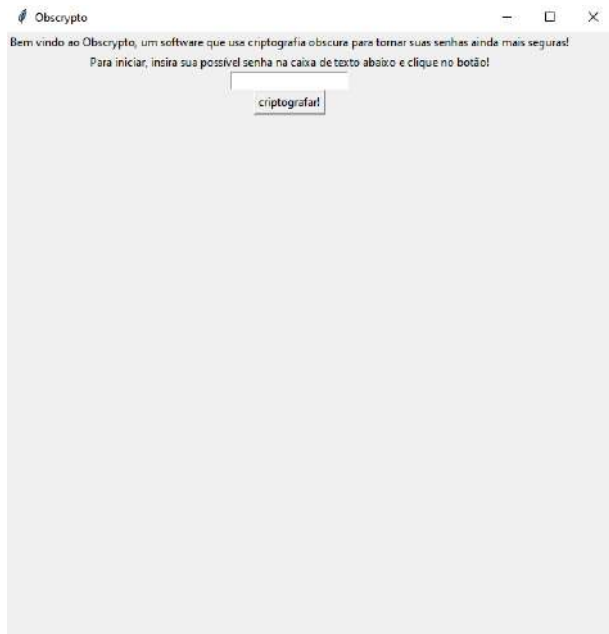 Obscrypto
Bem vindo ao Obscrypto, um software que usa criptografia obscura para tornar suas senhas ainda mais seguras!
Para iniciar, insira sua possível senha na caixa de texto abaixo e clique no botão!
criptografar!